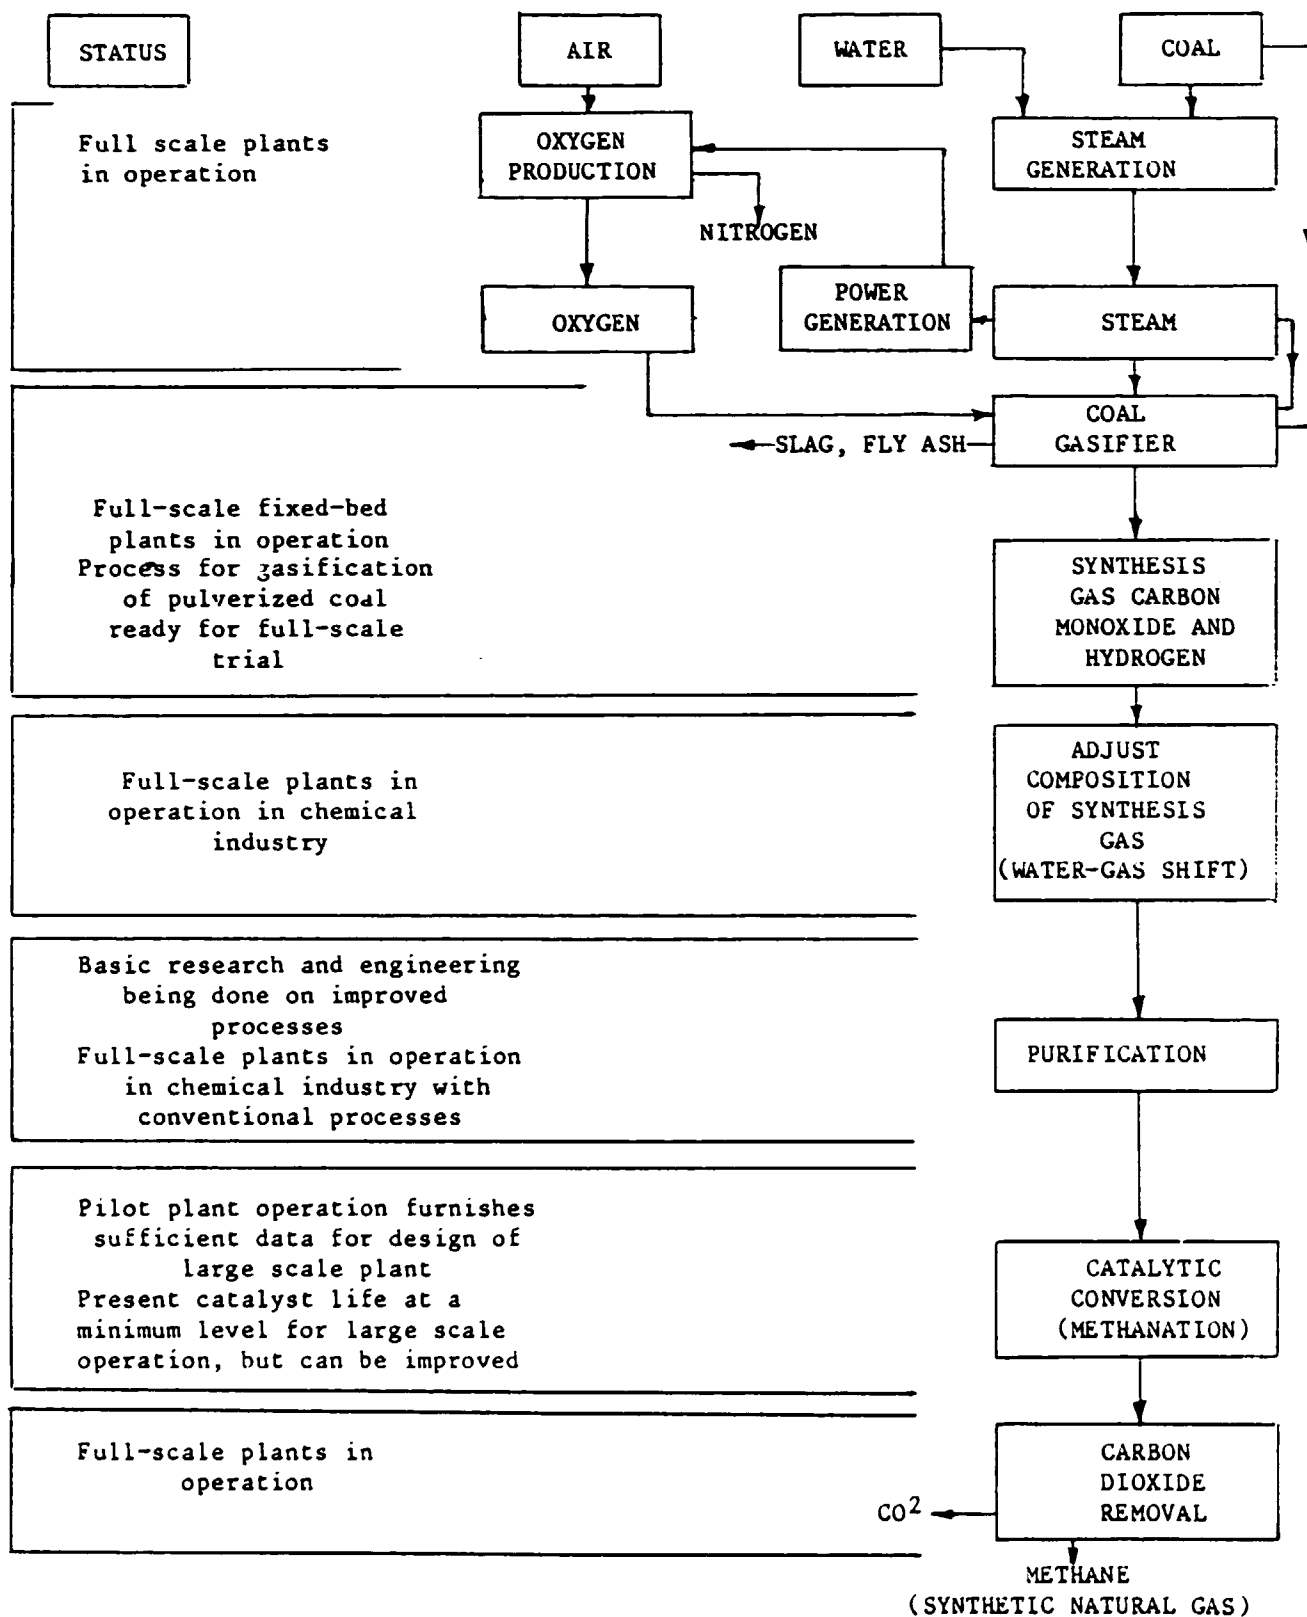 STATUS
AIR
WATER
COAL
Full scale plants
in operation
OXYGEN
PRODUCTION
STEAM
GENERATION
NITROGEN
POWER
GENERATION
OXYGEN
STEAM
COAL
GASIFIER
SLAG, FLY ASH
Full-scale fixed-bed
plants in operation
Process for gasification
of pulverized coal
ready for full-scale
trial
SYNTHESIS
GAS CARBON
MONOXIDE AND
HYDROGEN
Full-scale plants in
operation in chemical
industry
ADJUST
COMPOSITION
OF SYNTHESIS
GAS
(WATER-GAS SHIFT)
Basic research and engineering
being done on improved
processes
Full-scale plants in operation
in chemical industry with
conventional processes
PURIFICATION
Pilot plant operation furnishes
sufficient data for design of
large scale plant
Present catalyst life at a
minimum level for large scale
operation, but can be improved
CATALYTIC
CONVERSION
(METHANATION)
Full-scale plants in
operation
CARBON
DIOXIDE
REMOVAL
CO²
METHANE
(SYNTHETIC NATURAL GAS)